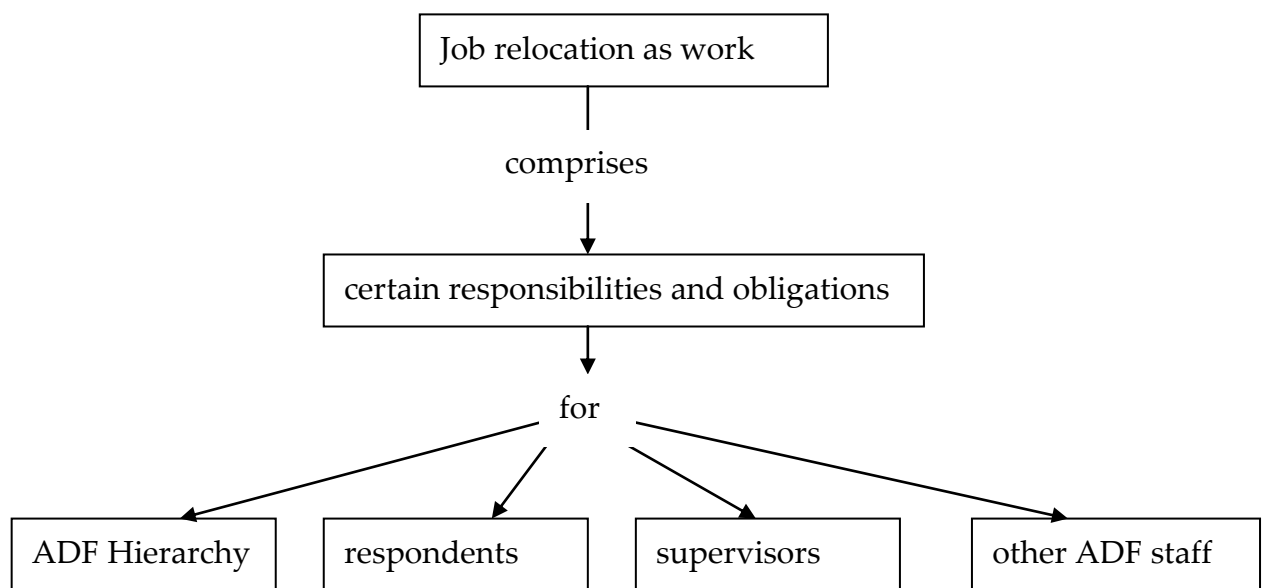 Job relocation as work
comprises
certain responsibilities and obligations
for
ADF Hierarchy
respondents
supervisors
other ADF staff